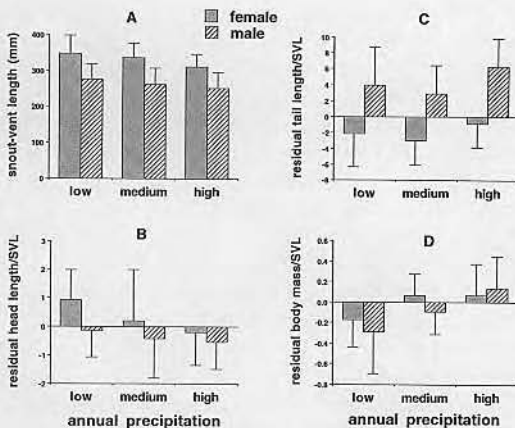 A
female
male
snout-vent length (mm)
400
300
200
100
0
low medium high
C
residual tail length/SVL
10
8
6
4
2
0
-2
-4
-6
-8
low medium high
B
residual head length/SVL
3
2
1
0
-1
-2
low medium high
annual precipitation
D
residual body mass/SVL
0.6
0.4
0.2
0.0
-0.2
-0.4
-0.6
-0.8
low medium high
annual precipitation